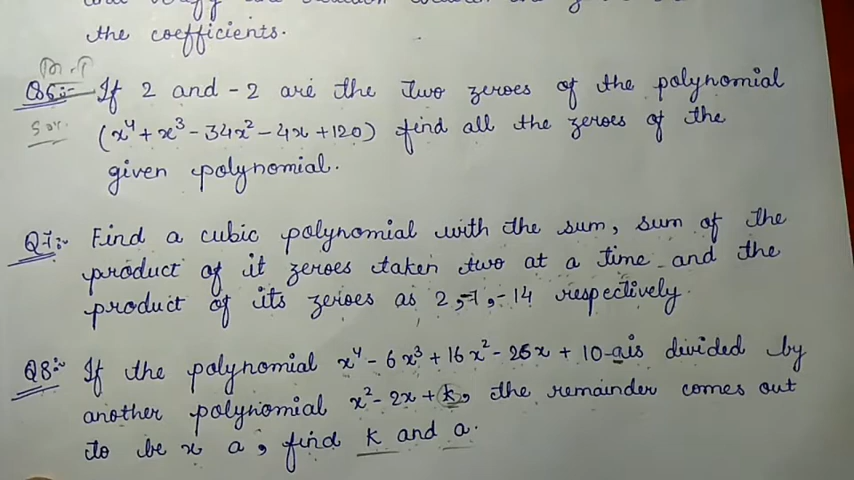 the coefficients.
Q6:- If 2 and -2 are the two zeroes of the polynomial
(x⁴ + x³ - 34x² - 4x + 120) find all the zeroes of the
given polynomial.
Q7:- Find a cubic polynomial with the sum, sum of the
product of it zeroes taken two at a time and the
product of its zeroes as 2, -7, -14 respectively.
Q8:- If the polynomial x⁴ - 6x³ + 16x² - 25x + 10-a is divided by
another polynomial x² - 2x + k, the remainder comes out
to be x a, find k and a.